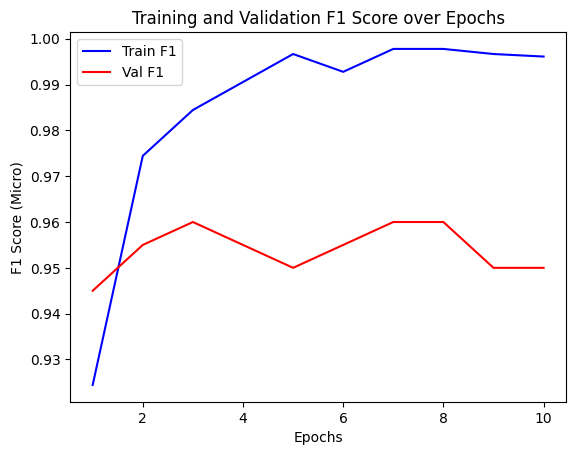 Training and Validation F1 Score over Epochs
Train F1
Val F1
F1 Score (Micro)
1.00
0.99
0.98
0.97
0.96
0.95
0.94
0.93
2
4
6
8
10
Epochs